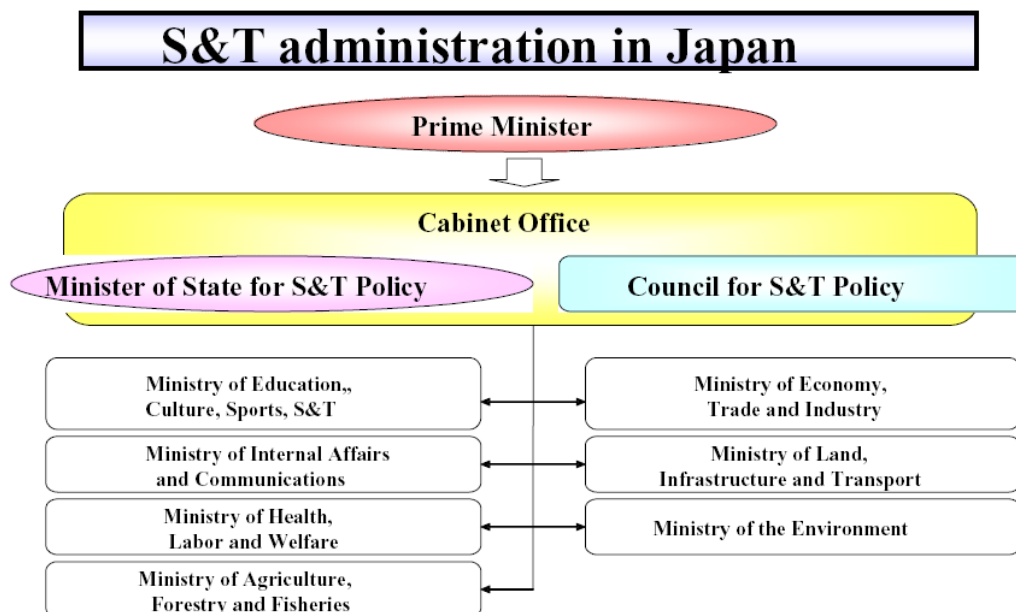 S&T administration in Japan
Prime Minister
Cabinet Office
Minister of State for S&T Policy
Council for S&T Policy
Ministry of Education,,
Culture, Sports, S&T
Ministry of Economy,
Trade and Industry
Ministry of Internal Affairs
and Communications
Ministry of Land,
Infrastructure and Transport
Ministry of Health,
Labor and Welfare
Ministry of the Environment
Ministry of Agriculture,
Forestry and Fisheries